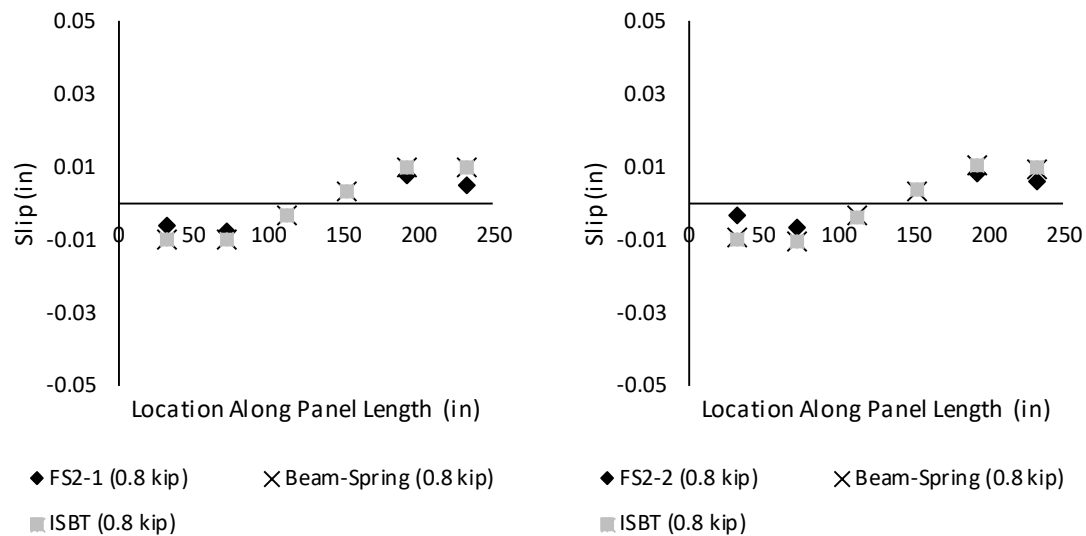 0.05
0.03
0.01
-0.01
-0.03
-0.05
Slip (in)
0 50 100 150 200 250
Location Along Panel Length (in)
FS2-1 (0.8 kip) Beam-Spring (0.8 kip)
ISBT (0.8 kip)
0.05
0.03
0.01
-0.01
-0.03
-0.05
Slip (in)
0 50 100 150 200 250
Location Along Panel Length (in)
FS2-2 (0.8 kip) Beam-Spring (0.8 kip)
ISBT (0.8 kip)